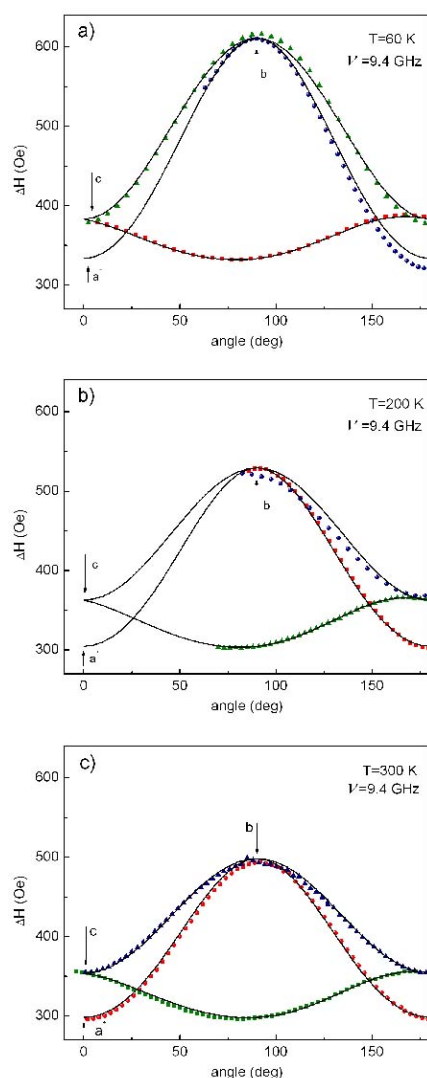 a)
T=60 K
V=9.4 GHz
600
500
400
300
ΔH (Oe)
c
b
a*
0 50 100 150
angle (deg)
b)
T=200 K
V=9.4 GHz
600
500
400
300
ΔH (Oe)
c
b
a*
0 50 100 150
angle (deg)
c)
T=300 K
V=9.4 GHz
600
500
400
300
ΔH (Oe)
b
c
a*
0 50 100 150
angle (deg)